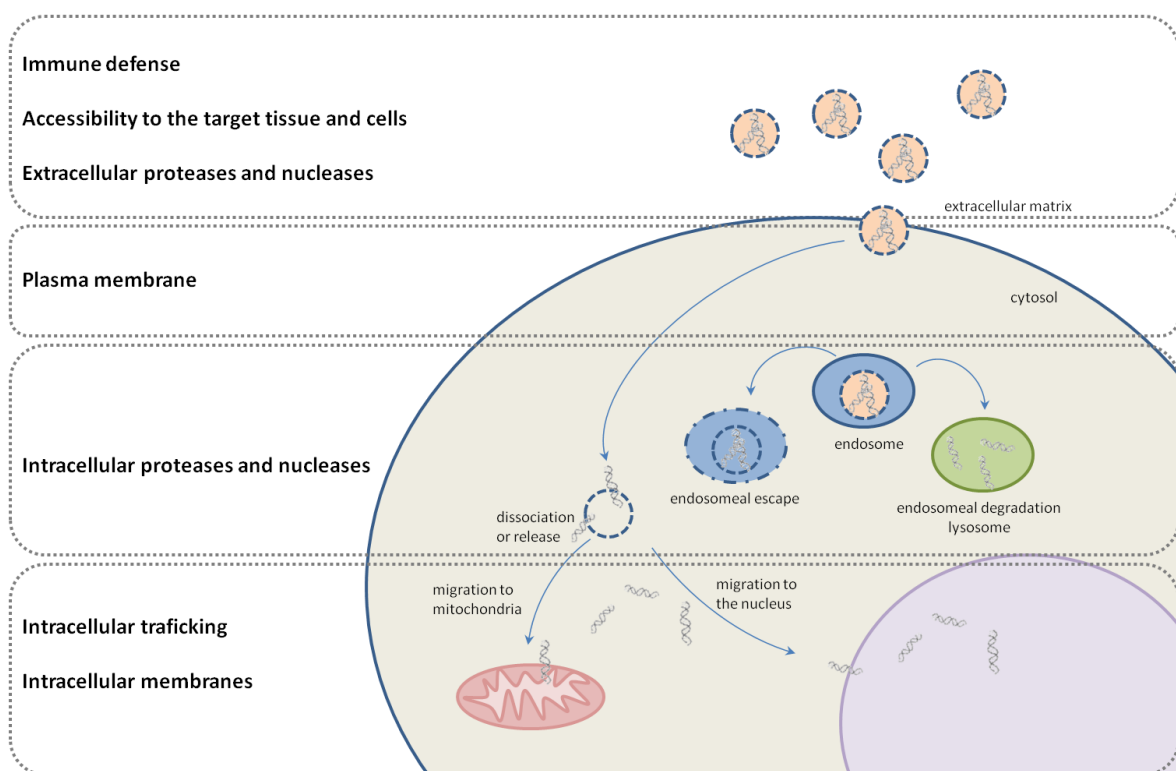 Immune defense
Accessibility to the target tissue and cells
Extracellular proteases and nucleases
extracellular matrix
Plasma membrane
cytosol
endosome
Intracellular proteases and nucleases
endosomeal escape
endosomeal degradation
lysosome
dissociation
or release
migration to
mitochondria
migration to
the nucleus
Intracellular traficking
Intracellular membranes